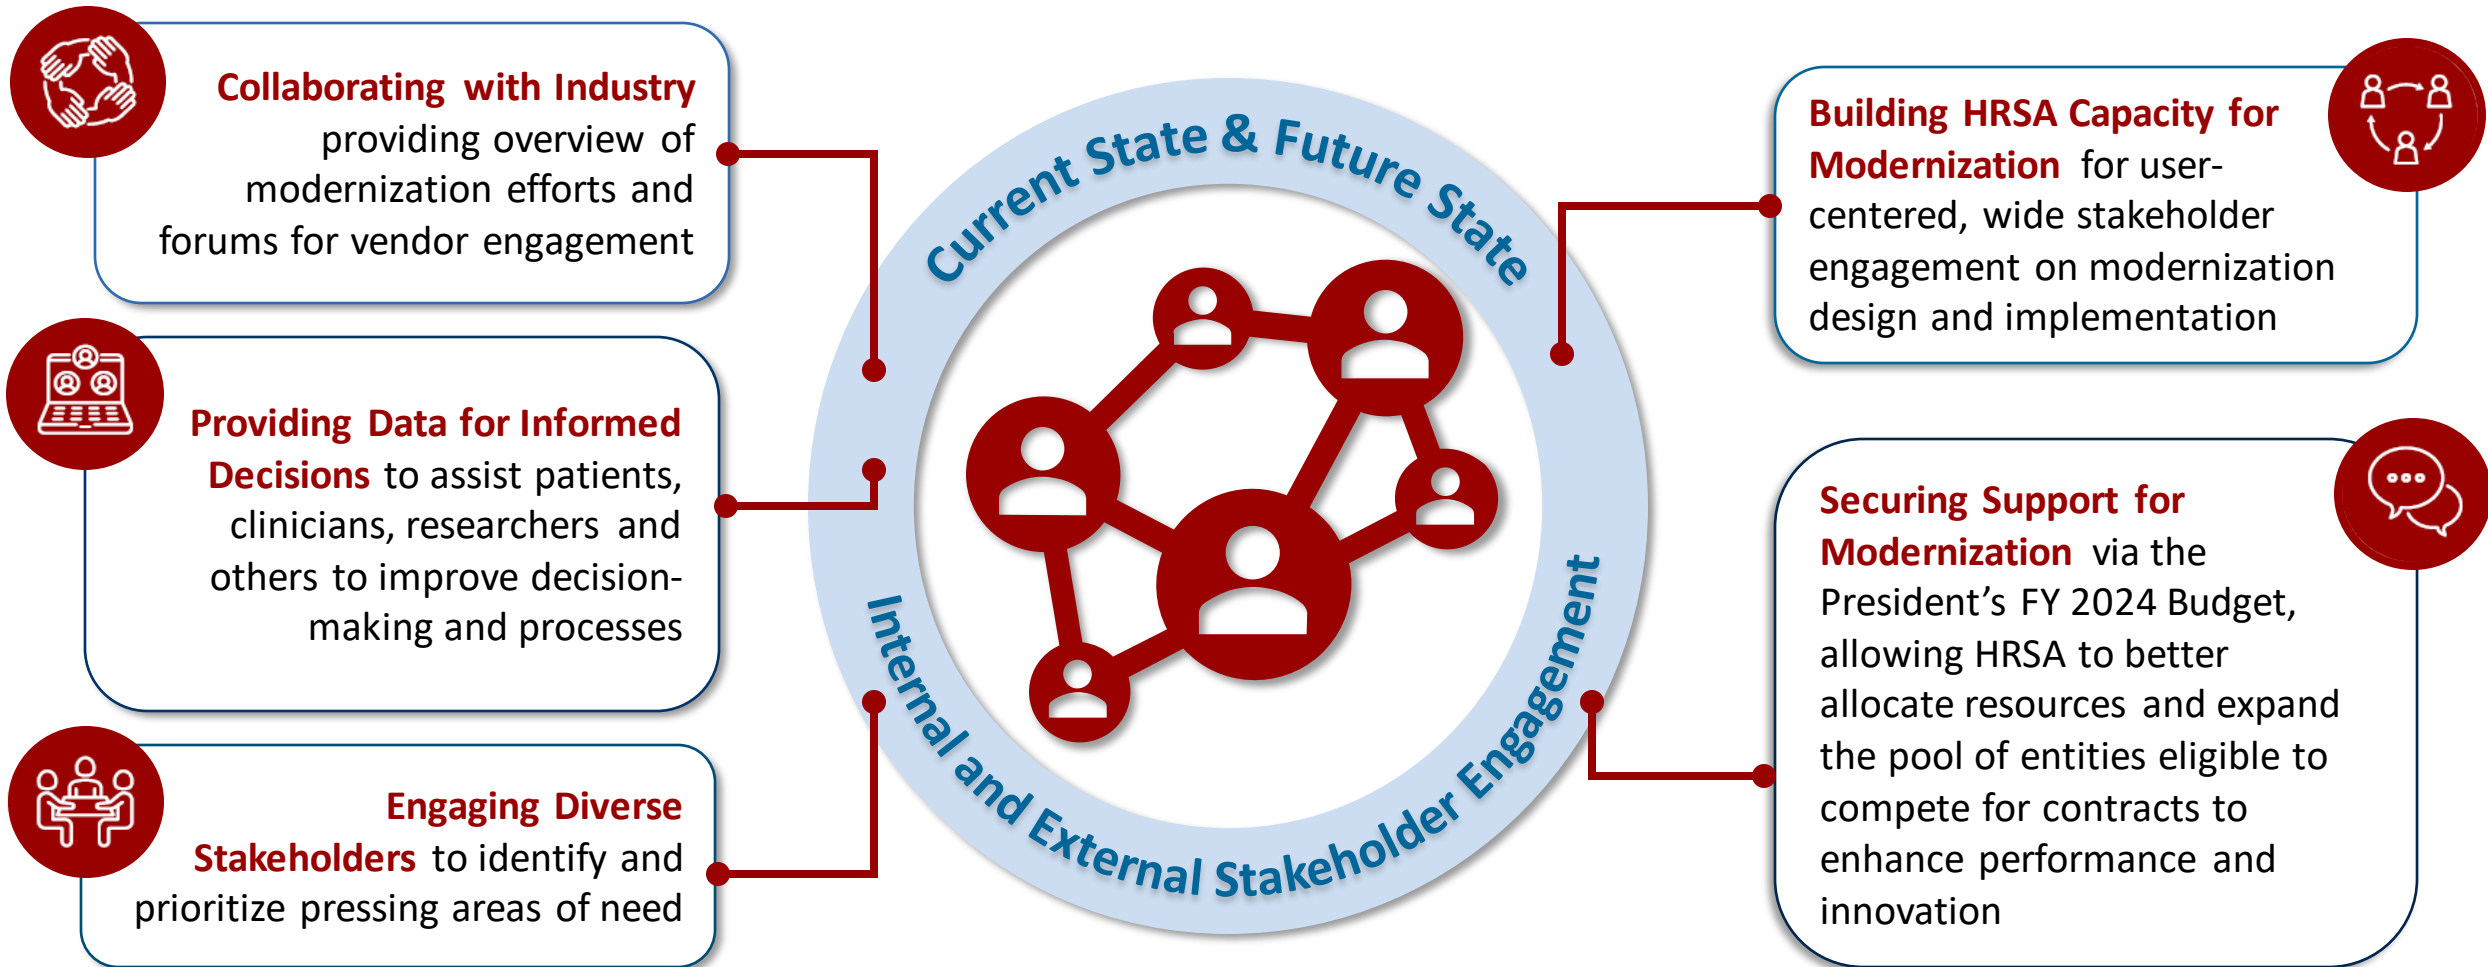 Collaborating with Industry
providing overview of
modernization efforts and
forums for vendor engagement
Providing Data for Informed
Decisions to assist patients,
clinicians, researchers and
others to improve decision-
making and processes
Engaging Diverse
Stakeholders to identify and
prioritize pressing areas of need
Current State & Future State
Internal and External Stakeholder Engagement
Building HRSA Capacity for
Modernization for user-
centered, wide stakeholder
engagement on modernization
design and implementation
Securing Support for
Modernization via the
President’s FY 2024 Budget,
allowing HRSA to better
allocate resources and expand
the pool of entities eligible to
compete for contracts to
enhance performance and
innovation